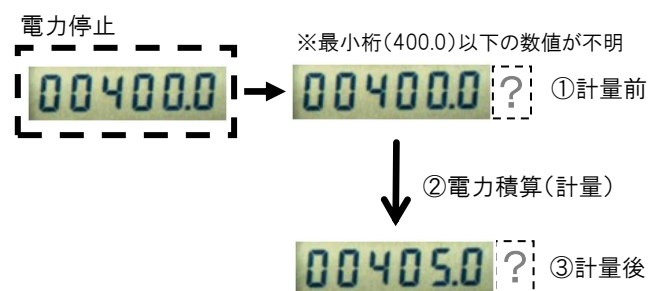 電力停止
※最小桁(400.0)以下の数値が不明
00400.0
00400.0 ? ①計量前
②電力積算(計量)
00405.0 ? ③計量後